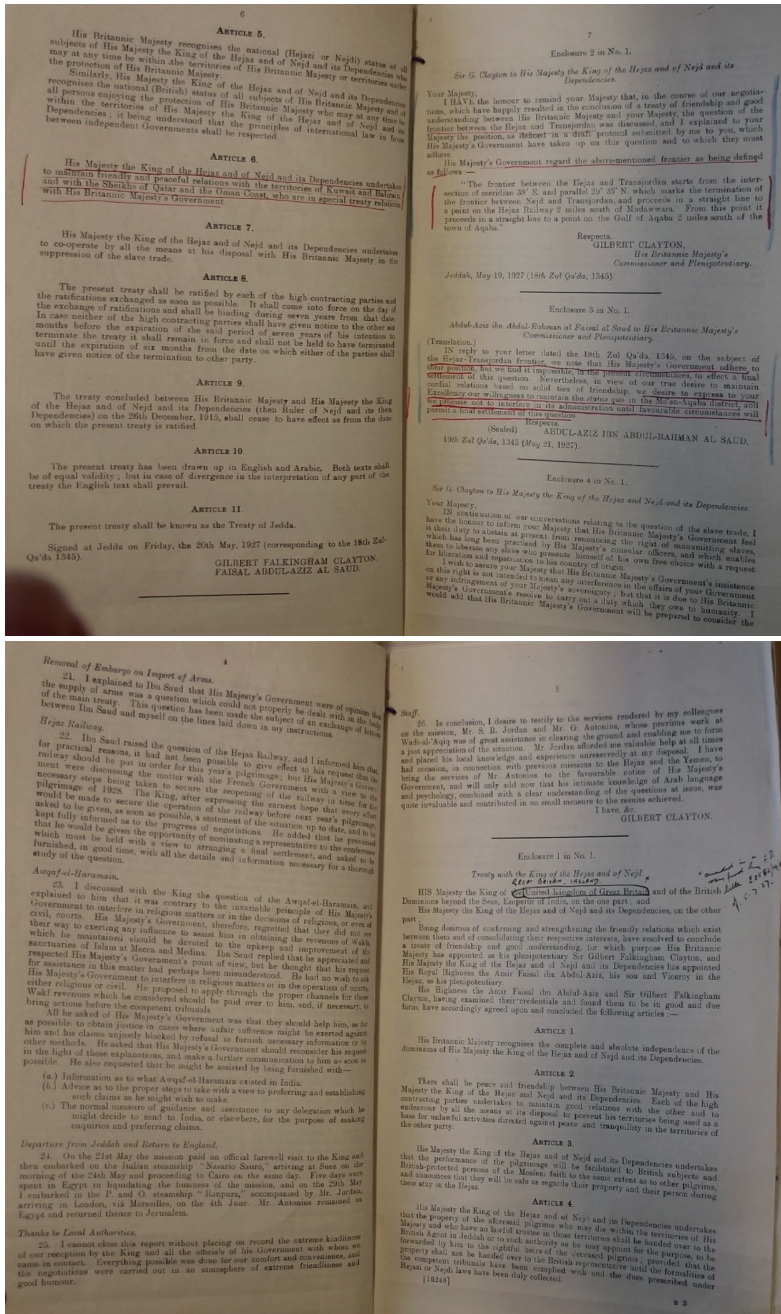 6
ARTICLE 5.
His Britannic Majesty recognises the national (Hejazi or Nejdi) status of all
subjects of His Majesty the King of the Hejaz and of Nejd and its Dependencies who
may at any time be within the territories of His Britannic Majesty or territories under
the protection of His Britannic Majesty.
Similarly, His Majesty the King of the Hejaz and of Nejd and its Dependencies
recognises the national (British) status of all subjects of His Britannic Majesty and of
all persons enjoying the protection of His Britannic Majesty who may at any time be
within the territories of His Majesty the King of the Hejaz and of Nejd and its
Dependencies; it being understood that the principles of international law in force
between independent Governments shall be respected.
ARTICLE 6.
His Majesty the King of the Hejaz and of Nejd and its Dependencies undertakes
to maintain friendly and peaceful relations with the territories of Kuwait and Bahrain,
and with the Sheikhs of Qatar and the Oman Coast, who are in special treaty relations
with His Britannic Majesty's Government.
ARTICLE 7.
His Majesty the King of the Hejaz and of Nejd and its Dependencies undertakes
to co-operate by all the means at his disposal with His Britannic Majesty in the
suppression of the slave trade.
ARTICLE 8.
The present treaty shall be ratified by each of the high contracting parties and
the ratifications exchanged as soon as possible. It shall come into force on the day of
the exchange of ratifications and shall be binding during seven years from that date.
In case neither of the high contracting parties shall have given notice to the other six
months before the expiration of the said period of seven years of his intention to
terminate the treaty it shall remain in force and shall not be held to have terminated
until the expiration of six months from the date on which either of the parties shall
have given notice of the termination to other party.
ARTICLE 9.
The treaty concluded between His Britannic Majesty and His Majesty the King
of the Hejaz and of Nejd and its Dependencies (then Ruler of Nejd and its then
Dependencies) on the 26th December, 1915, shall cease to have effect as from the date
on which the present treaty is ratified.
ARTICLE 10.
The present treaty has been drawn up in English and Arabic. Both texts shall
be of equal validity; but in case of divergence in the interpretation of any part of the
treaty the English text shall prevail.
ARTICLE 11.
The present treaty shall be known as the Treaty of Jedda.
Signed at Jedda on Friday, the 20th May, 1927 (corresponding to the 18th Zul-
Qa'da 1345).
GILBERT FALKINGHAM CLAYTON.
FAISAL ABDUL-AZIZ AL SAUD.
7
Enclosure 2 in No. 1.
Sir G. Clayton to His Majesty the King of the Hejaz and of Nejd and its
Dependencies.
Your Majesty,
I HAVE the honour to remind your Majesty that, in the course of our negotia-
tions, which have happily resulted in the conclusion of a treaty of friendship and good
understanding between His Britannic Majesty and your Majesty, the question of the
frontier between the Hejaz and Transjordan was discussed, and I explained to your
Majesty the position, as defined in a draft protocol submitted by me to you, which
His Majesty's Government have taken up on this question and to which they must
adhere.
His Majesty's Government regard the above-mentioned frontier as being defined
as follows:—
"The frontier between the Hejaz and Transjordan starts from the inter-
section of meridian 38° E. and parallel 29° 35' N. which marks the termination of
the frontier between Nejd and Transjordan, and proceeds in a straight line to
a point on the Hejaz Railway 2 miles south of Mudawwara. From this point it
proceeds in a straight line to a point on the Gulf of Aqaba 2 miles south of the
town of Aqaba."
Respects.
GILBERT CLAYTON,
His Britannic Majesty's
Commissioner and Plenipotentiary.
Jeddah, May 19, 1927 (18th Zul Qa'da, 1345).
Enclosure 3 in No. 1.
Abdul-Aziz ibn Abdul-Rahman al Faisal al Saud to His Britannic Majesty's
Commissioner and Plenipotentiary.
(Translation.)
IN reply to your letter dated the 18th Zul Qa'da, 1345, on the subject of
the Hejaz-Transjordan frontier, we note that His Majesty's Government adhere to
their position, but we find it impossible, in the present circumstances, to effect a final
settlement of this question. Nevertheless, in view of our true desire to maintain
cordial relations based on solid ties of friendship, we desire to express to your
Excellency our willingness to maintain the status quo in the Ma'an-Aqaba district, and
we promise not to interfere in its administration until favourable circumstances will
permit a final settlement of this question.
Respects.
(Sealed) ABDUL-AZIZ IBN ABDUL-RAHMAN AL SAUD.
19th Zul Qa'da, 1345 (May 21, 1927).
Enclosure 4 in No. 1.
Sir G. Clayton to His Majesty the King of the Hejaz and of Nejd and its Dependencies.
Your Majesty,
IN continuation of our conversations relating to the question of the slave trade, I
have the honour to inform your Majesty that His Majesty's Government feel
it their duty to abstain at present from renouncing the right of manumitting slaves,
which has long been practised by His Majesty's consular officers, and which enables
them to liberate any slave who presents himself of his own free choice with a request
for liberation and repatriation to his country of origin.
I wish to assure your Majesty that His Britannic Majesty's Government's insistence
on this right is not intended to mean any interference in the affairs of your Government
or any infringement of your Majesty's sovereignty; but that it is due to His Britannic
Majesty's Government's resolve to carry out a duty which they owe to humanity. I
would add that His Britannic Majesty's Government will be prepared to consider the
4
Removal of Embargo on Import of Arms.
21. I explained to Ibn Saud that His Majesty's Government were of opinion that
the supply of arms was a question which could not properly be dealt with in the body
of the main treaty. This question has been made the subject of an exchange of letters
between Ibn Saud and myself on the lines laid down in my instructions.
Hejaz Railway.
22. Ibn Saud raised the question of the Hejaz Railway, and I informed him that,
for practical reasons, it had not been possible to give effect to his request that the
railway should be put in order for this year's pilgrimage; but His Majesty's Govern-
ment were discussing the matter with the French Government with a view to the
necessary steps being taken to secure the reopening of the railway in time for the
pilgrimage of 1928. The King, after expressing the earnest hope that every effort
would be made to secure the operation of the railway before next year's pilgrimage,
asked to be given, as soon as possible, a statement of the situation up to date, and to be
kept fully informed as to the progress of negotiations. He added that he presumed
that he would be given the opportunity of nominating a representative to the conference
which must be held with a view to arranging a final settlement, and asked to be
furnished, in good time, with all the details and information necessary for a thorough
study of the question.
Awqaf-el-Haramain.
23. I discussed with the King the question of the Awqaf-el-Haramain, and
explained to him that it was contrary to the invariable principle of His Majesty's
Government to interfere in religious matters or in the decisions of religious, or even of
civil, courts. His Majesty's Government, therefore, regretted that they did not see
their way to exerting any influence to assist him in obtaining the revenues of Wakfs,
which he maintained should be devoted to the upkeep and improvement of the
sanctuaries of Islam at Mecca and Medina. Ibn Saud replied that he appreciated and
respected His Majesty's Government's point of view, but he thought that his request
for assistance in this matter had perhaps been misunderstood. He had no wish to ask
His Majesty's Government to interfere in religious matters or in the operation of courts,
either religious or civil. He proposed to apply through the proper channels for those
Wakf revenues which he considered should be paid over to him, and, if necessary, to
bring actions before the competent tribunals.
All he asked of His Majesty's Government was that they should help him, as far
as possible, to obtain justice in cases where unfair influence might be exerted against
him and his claims unjustly blocked by refusal to furnish necessary information or by
other methods. He asked that His Majesty's Government should reconsider his request
in the light of these explanations, and make a further communication to him as soon as
possible. He also requested that he might be assisted by being furnished with—
(a.) Information as to what Awqaf-el-Haramain existed in India.
(b.) Advice as to the proper steps to take with a view to preferring and establishing
such claims as he might wish to make.
(c.) The normal measure of guidance and assistance to any delegation which he
might decide to send to India, or elsewhere, for the purpose of making
enquiries and preferring claims.
Departure from Jeddah and Return to England.
24. On the 21st May the mission paid an official farewell visit to the King and
then embarked on the Italian steamship "Nazario Sauro," arriving at Suez on the
morning of the 24th May and proceeding to Cairo on the same day. Five days were
spent in Egypt in liquidating the business of the mission, and on the 29th May
I embarked in the P. and O. steamship "Ranpura," accompanied by Mr. Jordan,
arriving in London, viâ Marseilles, on the 4th June. Mr. Antonius remained in
Egypt and returned thence to Jerusalem.
Thanks to Local Authorities.
25. I cannot close this report without placing on record the extreme kindliness
of our reception by the King and all the officials of his Government with whom we
came in contact. Everything possible was done for our comfort and convenience, and
the negotiations were carried out in an atmosphere of extreme friendliness and
good humour.
5
Staff.
26. In conclusion, I desire to testify to the services rendered by my colleagues
on the mission, Mr. S. R. Jordan and Mr. G. Antonius, whose previous work at
Wadi-al-'Aqiq was of great assistance in clearing the ground and enabling me to form
a just appreciation of the situation. Mr. Jordan afforded me valuable help at all times
and placed his local knowledge and experience unreservedly at my disposal. I have
had occasion, in connection with previous missions to the Hejaz and the Yemen, to
bring the services of Mr. Antonius to the favourable notice of His Majesty's
Government, and will only add now that his intimate knowledge of Arab language
and psychology, combined with a clear understanding of the questions at issue, was
quite invaluable and contributed in no small measure to the results achieved.
I have, &c.
GILBERT CLAYTON.
Enclosure 1 in No. 1.
Treaty with the King of the Hejaz and of Nejd.
GREAT BRITAIN, IRELAND,
HIS Majesty the King of the United Kingdom of Great Britain and of the British
Dominions beyond the Seas, Emperor of India, on the one part; and
His Majesty the King of the Hejaz and of Nejd and its Dependencies, on the other
part;
Being desirous of confirming and strengthening the friendly relations which exist
between them and of consolidating their respective interests, have resolved to conclude
a treaty of friendship and good understanding, for which purpose His Britannic
Majesty has appointed as his plenipotentiary Sir Gilbert Falkingham Clayton, and
His Majesty the King of the Hejaz and of Nejd and its Dependencies has appointed
His Royal Highness the Amir Faisal ibn Abdul-Aziz, his son and Viceroy in the
Hejaz, as his plenipotentiary.
His Highness the Amir Faisal ibn Abdul-Aziz and Sir Gilbert Falkingham
Clayton, having examined their credentials and found them to be in good and due
form, have accordingly agreed upon and concluded the following articles:—
ARTICLE 1
His Britannic Majesty recognises the complete and absolute independence of the
dominions of His Majesty the King of the Hejaz and of Nejd and its Dependencies.
ARTICLE 2
There shall be peace and friendship between His Britannic Majesty and His
Majesty the King of the Hejaz and of Nejd and its Dependencies. Each of the high
contracting parties undertakes to maintain good relations with the other and to
endeavour by all the means at its disposal to prevent his territories being used as a
base for unlawful activities directed against peace and tranquillity in the territories of
the other party.
ARTICLE 3.
His Majesty the King of the Hejaz and of Nejd and its Dependencies undertakes
that the performance of the pilgrimage will be facilitated to British subjects and
British-protected persons of the Moslem faith to the same extent as to other pilgrims,
and announces that they will be safe as regards their property and their person during
their stay in the Hejaz.
ARTICLE 4.
His Majesty the King of the Hejaz and of Nejd and its Dependencies undertakes
that the property of the aforesaid pilgrims who may die within the territories of His
Majesty and who have no lawful trustee in those territories shall be handed over to the
British Agent in Jeddah or to such authority as he may appoint for the purpose, to be
forwarded by him to the rightful heirs of the deceased pilgrims; provided that the
property shall not be handed over to the British representative until the formalities of
the competent tribunals have been complied with and the dues prescribed under
Hejazi or Nejdi laws have been duly collected.
[16248]
B 3